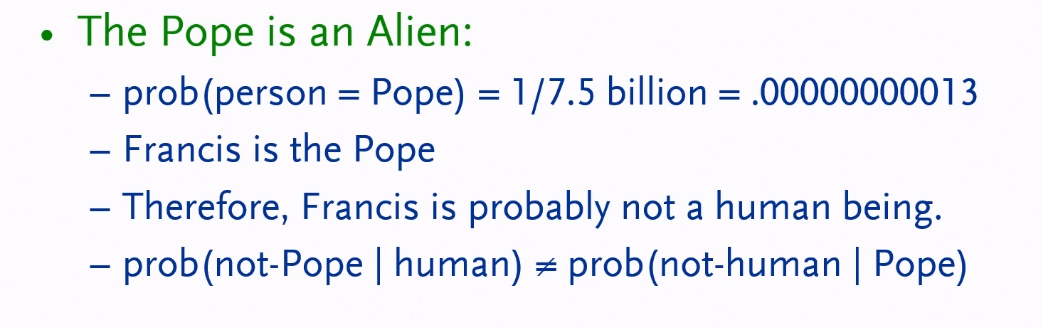 • The Pope is an Alien:
– prob(person = Pope) = 1/7.5 billion = .00000000013
– Francis is the Pope
– Therefore, Francis is probably not a human being.
– prob(not-Pope | human) ≠ prob(not-human | Pope)